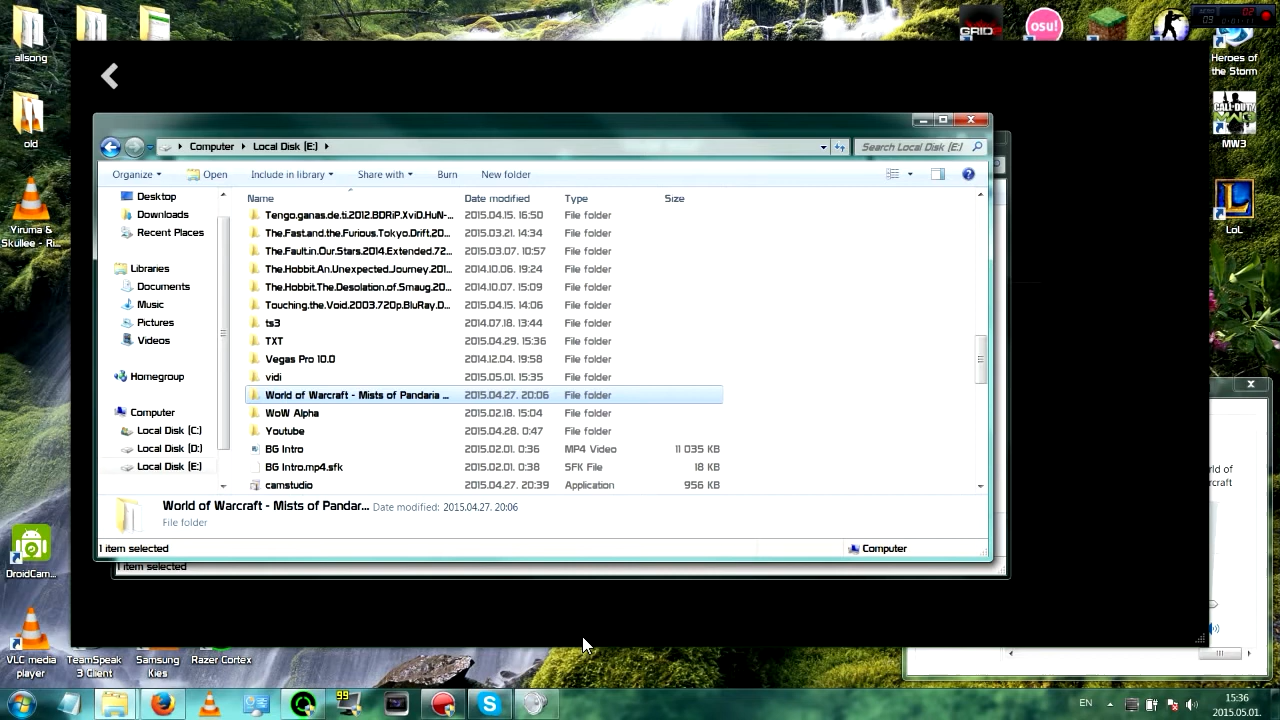 allsong
old
Yiruma &
Skullee - Ri...
DroidCam...
VLC media
player
TeamSpeak
3 Client
Samsung
Kies
Razer Cortex
GRID2
osu!
Heroes of
the Storm
CALL OF DUTY
MW3
LoL
Computer
Local Disk (E:)
Search Local Disk (E:)
Organize
Open
Include in library
Share with
Burn
New folder
Desktop
Downloads
Recent Places
Libraries
Documents
Music
Pictures
Videos
Homegroup
Computer
Local Disk (C:)
Local Disk (D:)
Local Disk (E:)
Name Date modified Type Size
Tengo.ganas.de.ti.2012.BDRiP.XviD.HuN-... 2015.04.15. 16:50 File folder
The.Fast.and.the.Furious.Tokyo.Drift.20... 2015.03.21. 14:34 File folder
The.Fault.in.Our.Stars.2014.Extended.72... 2015.03.07. 10:57 File folder
The.Hobbit.An.Unexpected.Journey.201... 2014.10.06. 19:24 File folder
The.Hobbit.The.Desolation.of.Smaug.20... 2014.10.07. 15:09 File folder
Touching.the.Void.2003.720p.BluRay.D... 2015.04.15. 14:06 File folder
ts3 2014.07.18. 13:44 File folder
TXT 2015.04.29. 15:36 File folder
Vegas Pro 10.0 2014.12.04. 19:58 File folder
vidi 2015.05.01. 15:35 File folder
World of Warcraft - Mists of Pandaria ... 2015.04.27. 20:06 File folder
WoW Alpha 2015.02.18. 15:04 File folder
Youtube 2015.04.28. 0:47 File folder
BG Intro 2015.02.01. 0:36 MP4 Video 11 035 KB
BG Intro.mp4.sfk 2015.02.01. 0:38 SFK File 18 KB
camstudio 2015.04.27. 20:39 Application 956 KB
World of Warcraft - Mists of Pandar... Date modified: 2015.04.27. 20:06
File folder
1 item selected
Computer
1 item selected
99
EN
15:36
2015.05.01.